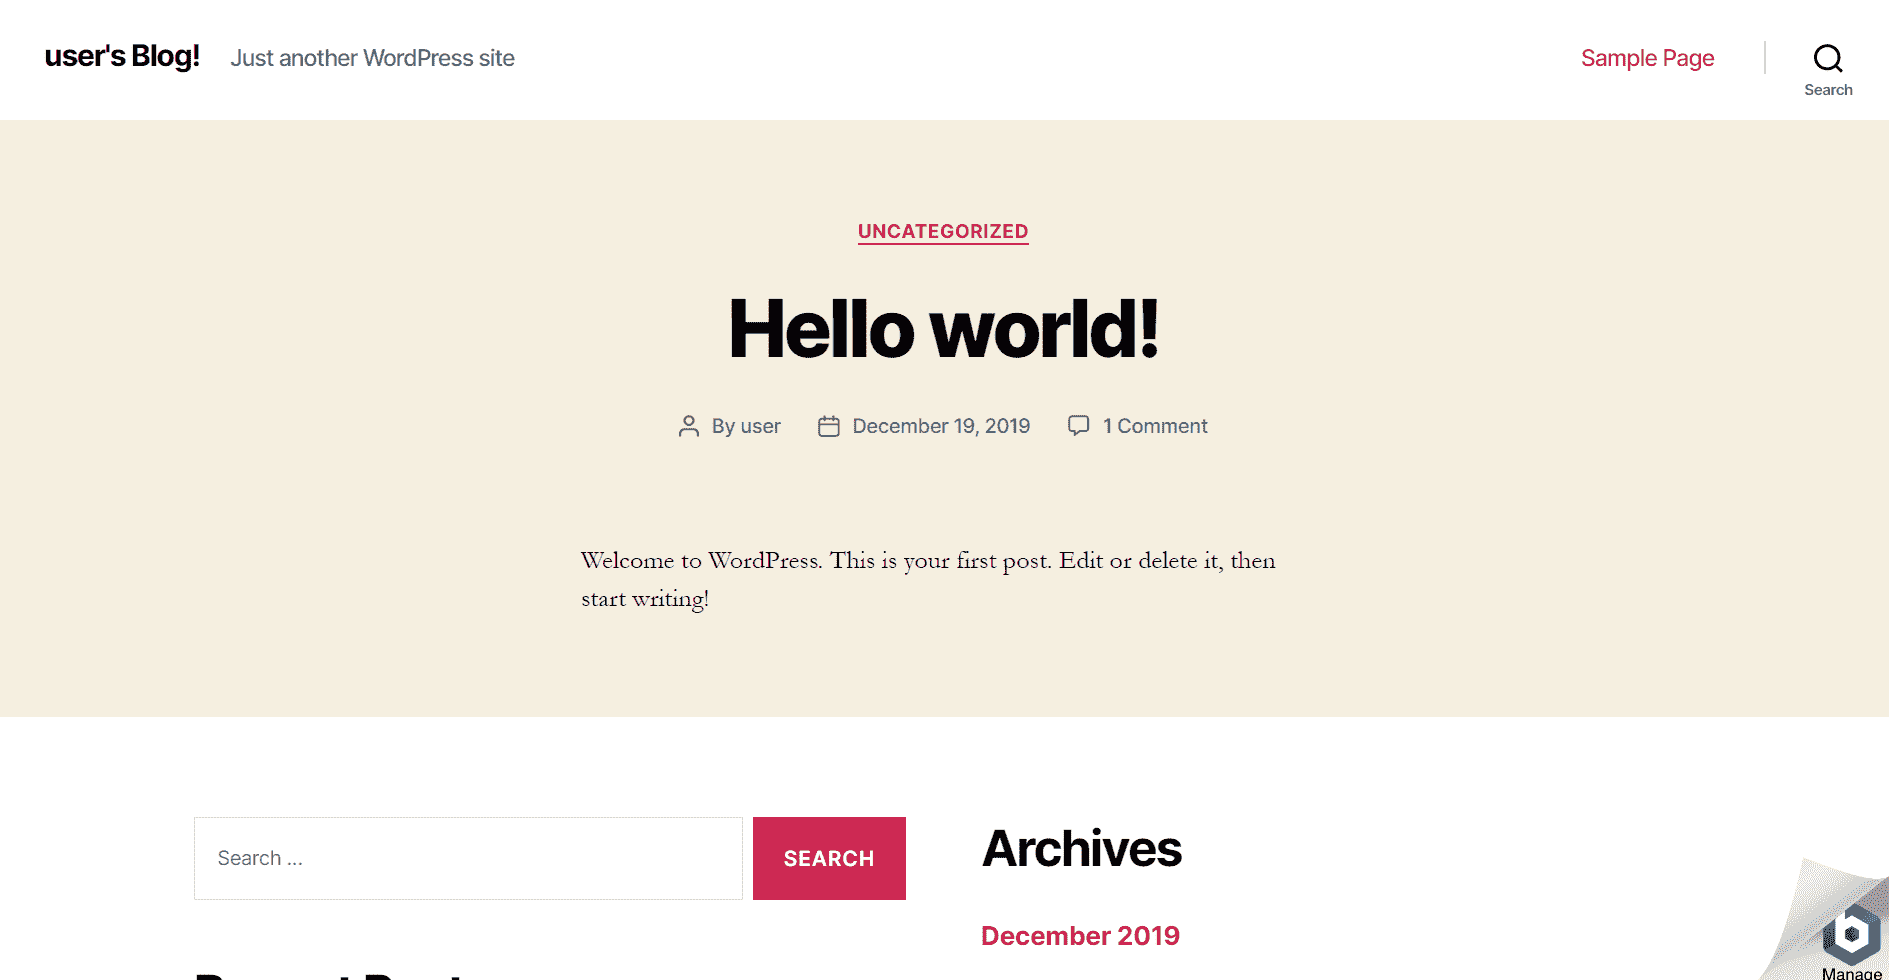 user's Blog!
Just another WordPress site
Sample Page
Search
UNCATEGORIZED
Hello world!
By user
December 19, 2019
1 Comment
Welcome to WordPress. This is your first post. Edit or delete it, then
start writing!
Search ...
SEARCH
Archives
December 2019
Manage